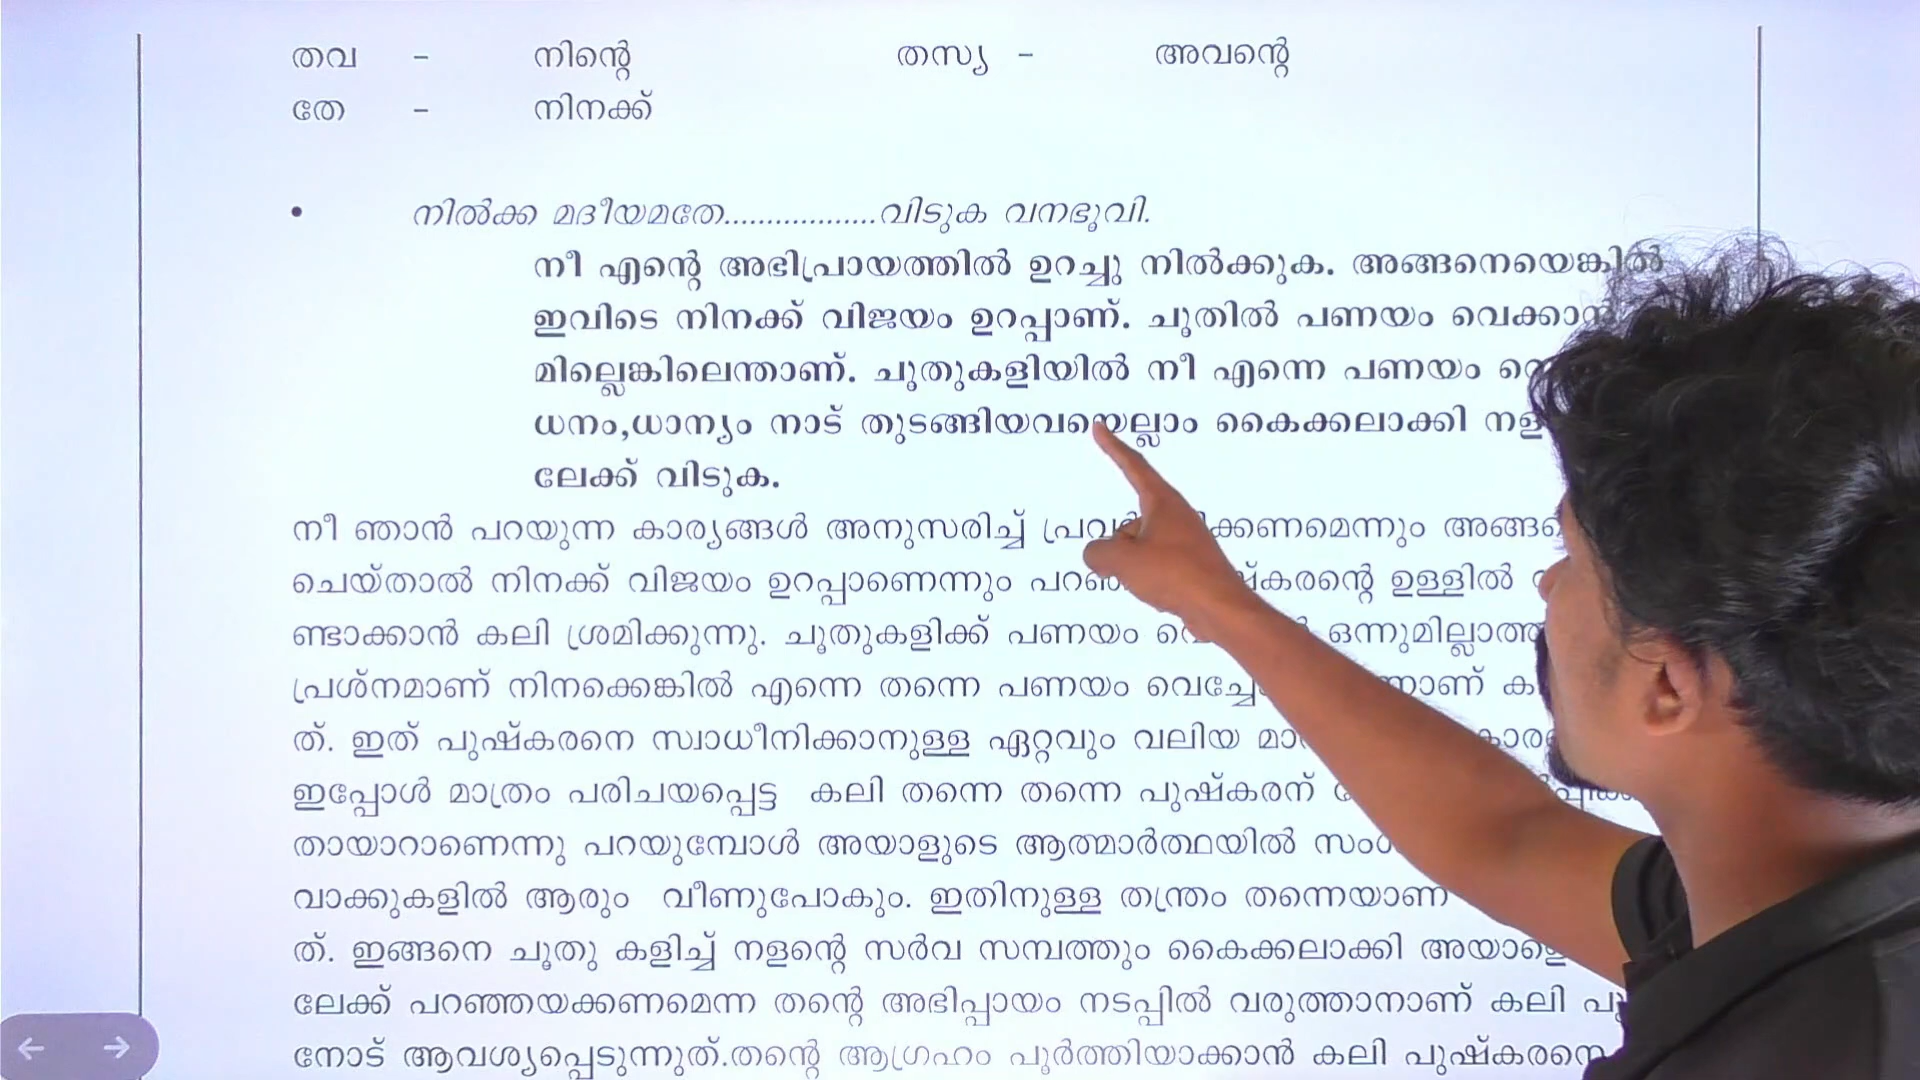 തവ - നിന്റെ തസ്യ - അവന്റെ
തേ - നിനക്ക്
• നിൽക്ക മദീയമതേ..................വിടുക വനഭൂവി.
നീ എന്റെ അഭിപ്രായത്തിൽ ഉറച്ചു നിൽക്കുക. അങ്ങനെയെങ്കിൽ
ഇവിടെ നിനക്ക് വിജയം ഉറപ്പാണ്. ചൂതിൽ പണയം വെക്കാൻ
മില്ലെങ്കിലെന്താണ്. ചൂതുകളിയിൽ നീ എന്നെ പണയം
ധനം,ധാന്യം നാട് തുടങ്ങിയവയെല്ലാം കൈക്കലാക്കി
ലേക്ക് വിടുക.
നീ ഞാൻ പറയുന്ന കാര്യങ്ങൾ അനുസരിച്ച്
ചെയ്താൽ നിനക്ക് വിജയം ഉറപ്പാണെന്നും ഉള്ളിൽ
ണ്ടാക്കാൻ കലി ശ്രമിക്കുന്നു. ചൂതുകളിക്ക് പണയം
പ്രശ്നമാണ് നിനക്കെങ്കിൽ എന്നെ തന്നെ പണയം
ത്. ഇത് പുഷ്കരനെ സ്വാധീനിക്കാനുള്ള ഏറ്റവും വലിയ
ഇപ്പോൾ മാത്രം പരിചയപ്പെട്ട കലി തന്നെ തന്നെ പുഷ്കരന്
തായാറാണെന്നു പറയുമ്പോൾ അയാളുടെ ആത്മാർത്ഥയിൽ
വാക്കുകളിൽ ആരും വീണുപോകും. ഇതിനുള്ള തന്ത്രം
ത്. ഇങ്ങനെ ചൂതു കളിച്ച് നളന്റെ സർവ സമ്പത്തും കൈക്കലാക്കി
ലേക്ക് പറഞ്ഞയക്കണമെന്ന തന്റെ അഭിപ്പായം നടപ്പിൽ വരുത്താനാണ് കലി
നോട് ആവശ്യപ്പെടുന്നുത്.തന്റെ ആഗ്രഹം പൂർത്തിയാക്കാൻ കലി പുഷ്കരനെ